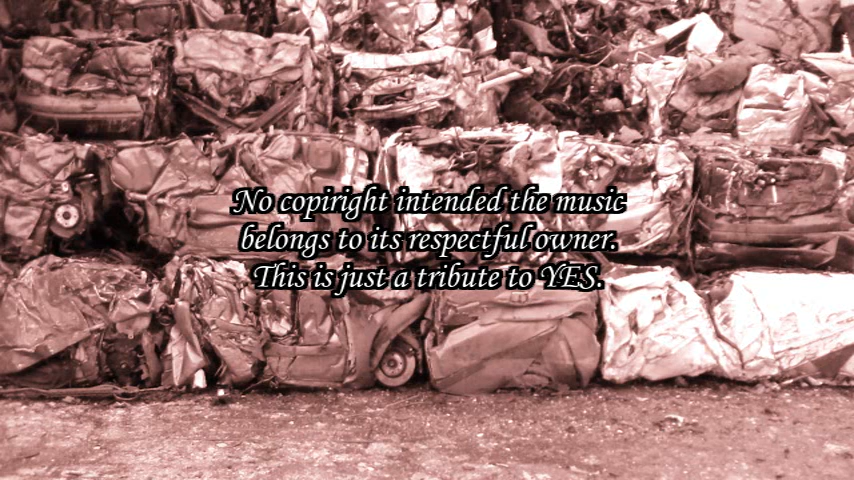 No copiright intended the music
belongs to its respectful owner.
This is just a tribute to YES.